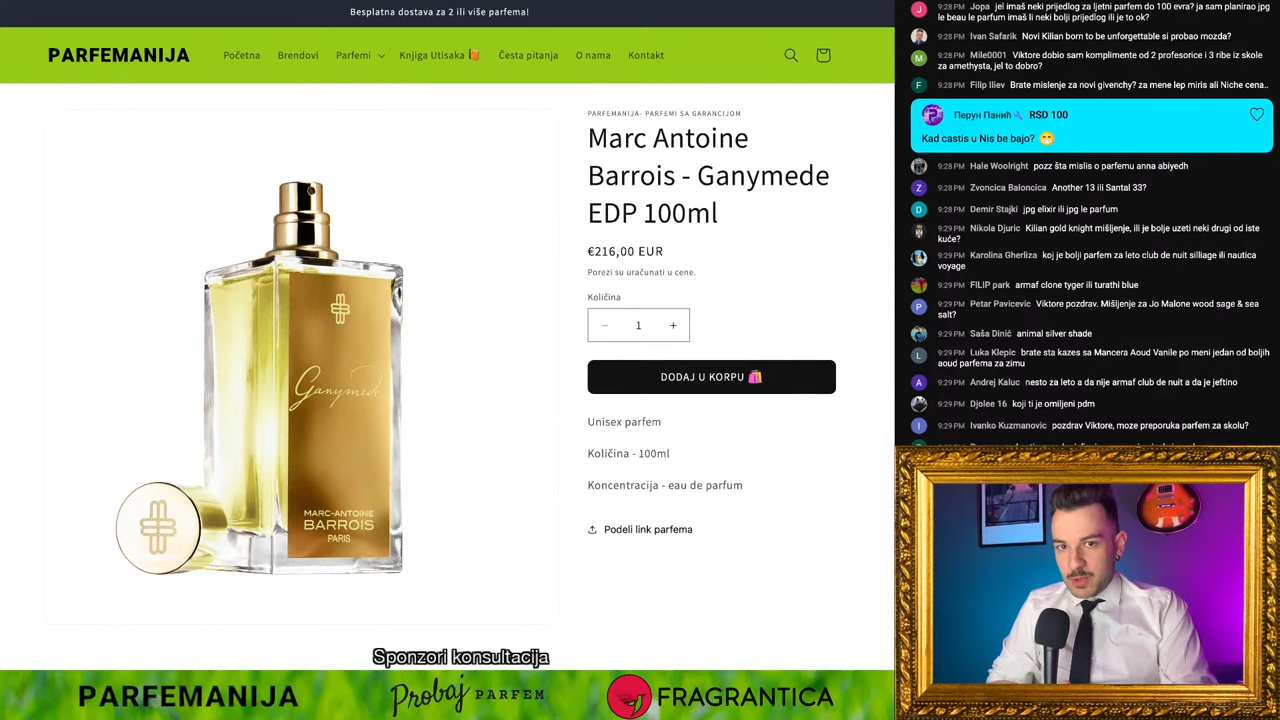 Besplatna dostava za 2 ili više parfema!
PARFEMANIJA
Početna
Brendovi
Parfemi
Knjiga Utisaka
Česta pitanja
O nama
Kontakt
PARFEMANIJA- PARFEMI SA GARANCIJOM
Marc Antoine
Barrois - Ganymede
EDP 100ml
€216,00 EUR
Porezi su uračunati u cene.
Količina
− 1 +
DODAJ U KORPU 🛍️
Unisex parfem
Količina - 100ml
Koncentracija - eau de parfum
Podeli link parfema
Ganymede
MARC-ANTOINE
BARROIS
PARIS
Sponzori konsultacija
PARFEMANIJA
Probaj PARFEM
FRAGRANTICA
J
9:28 PM Jopa jel imaš neki prijedlog za ljetni parfem do 100 evra? ja sam planirao jpg
le beau le parfum imaš li neki bolji prijedlog ili je to ok?
9:28 PM Ivan Safarik Novi Kilian born to be unforgettable si probao mozda?
M
9:28 PM Mile0001 Viktore dobio sam komplimente od 2 profesorice i 3 ribe iz skole
za amethysta, jel to dobro?
F
9:28 PM Filip Iliev Brate mislenje za novi givenchy? za mene lep miris ali Niche cena..
Перун Панић🔧 RSD 100
Kad castis u Nis be bajo? 😁
9:28 PM Hale Woolright pozz šta mislis o parfemu anna abiyedh
Z
9:28 PM Zvoncica Baloncica Another 13 ili Santal 33?
D
9:28 PM Demir Stajki jpg elixir ili jpg le parfum
9:29 PM Nikola Djuric Kilian gold knight mišljenje, ili je bolje uzeti neki drugi od iste
kuće?
9:29 PM Karolina Gherliza koj je bolji parfem za leto club de nuit silliage ili nautica
voyage
9:29 PM FILIP park armaf clone tyger ili turathi blue
P
9:29 PM Petar Pavicevic Viktore pozdrav. Mišljenje za Jo Malone wood sage & sea
salt?
9:29 PM Saša Dinić animal silver shade
L
9:29 PM Luka Klepic brate sta kazes sa Mancera Aoud Vanile po meni jedan od boljih
aoud parfema za zimu
A
9:29 PM Andrej Kaluc nesto za leto a da nije armaf club de nuit a da je jeftino
9:29 PM Djolee 16 koji ti je omiljeni pdm
I
9:29 PM Ivanko Kuzmanovic pozdrav Viktore, moze preporuka parfem za skolu?